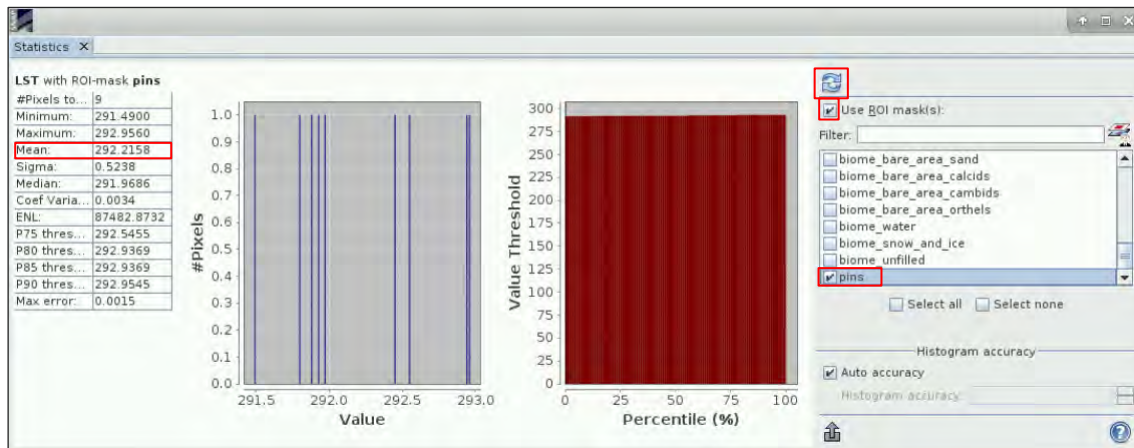 Statistics X
LST with ROI-mask pins
#Pixels to... 9
Minimum: 291.4900
Maximum: 292.9560
Mean: 292.2158
Sigma: 0.5238
Median: 291.9686
Coef Varia... 0.0034
ENL: 87482.8732
P75 thres... 292.5455
P80 thres... 292.9369
P85 thres... 292.9369
P90 thres... 292.9545
Max error: 0.0015
#Pixels
1.0
0.9
0.8
0.7
0.6
0.5
0.4
0.3
0.2
0.1
0.0
291.5 292.0 292.5 293.0
Value
Value Threshold
300
275
250
225
200
175
150
125
100
75
50
25
0
0 25 50 75 100
Percentile (%)
Use ROI mask(s):
Filter:
biome_bare_area_sand
biome_bare_area_calcids
biome_bare_area_cambids
biome_bare_area_orthels
biome_water
biome_snow_and_ice
biome_unfilled
pins
Select all Select none
Histogram accuracy
Auto accuracy
Histogram accuracy: